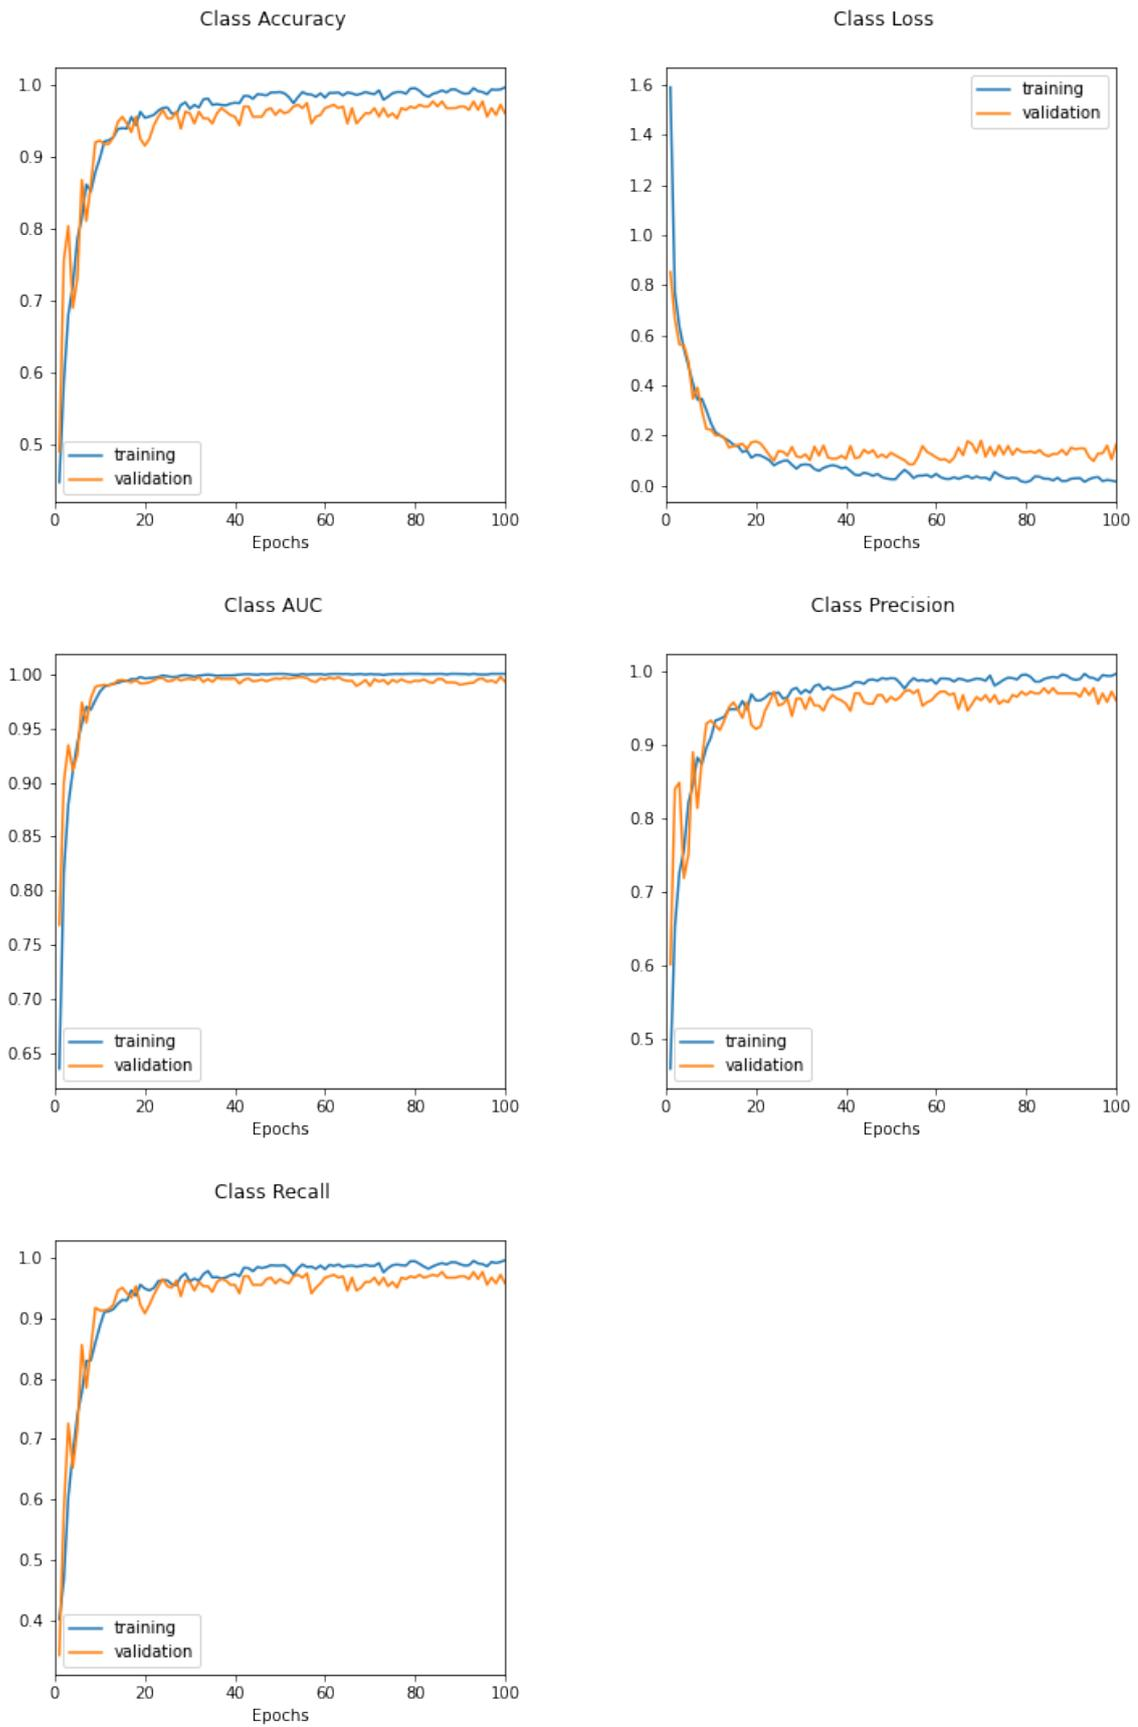 Class Accuracy
1.0
0.9
0.8
0.7
0.6
0.5
training
validation
0 20 40 60 80 100
Epochs
Class Loss
1.6
1.4
1.2
1.0
0.8
0.6
0.4
0.2
0.0
training
validation
0 20 40 60 80 100
Epochs
Class AUC
1.00
0.95
0.90
0.85
0.80
0.75
0.70
0.65
training
validation
0 20 40 60 80 100
Epochs
Class Precision
1.0
0.9
0.8
0.7
0.6
0.5
training
validation
0 20 40 60 80 100
Epochs
Class Recall
1.0
0.9
0.8
0.7
0.6
0.5
0.4
training
validation
0 20 40 60 80 100
Epochs